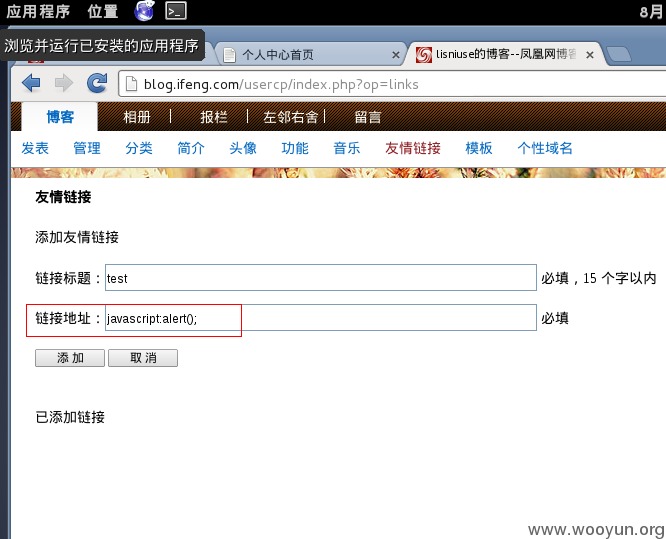 应用程序 位置 8月
浏览并运行已安装的应用程序
个人中心首页 lisniuse的博客--凤凰网博客
blog.ifeng.com/usercp/index.php?op=links
博客 相册 报栏 左邻右舍 留言
发表 管理 分类 简介 头像 功能 音乐 友情链接 模板 个性域名
友情链接
添加友情链接
链接标题：test 必填，15 个字以内
链接地址：javascript:alert(); 必填
添 加 取 消
已添加链接
www.wooyun.org